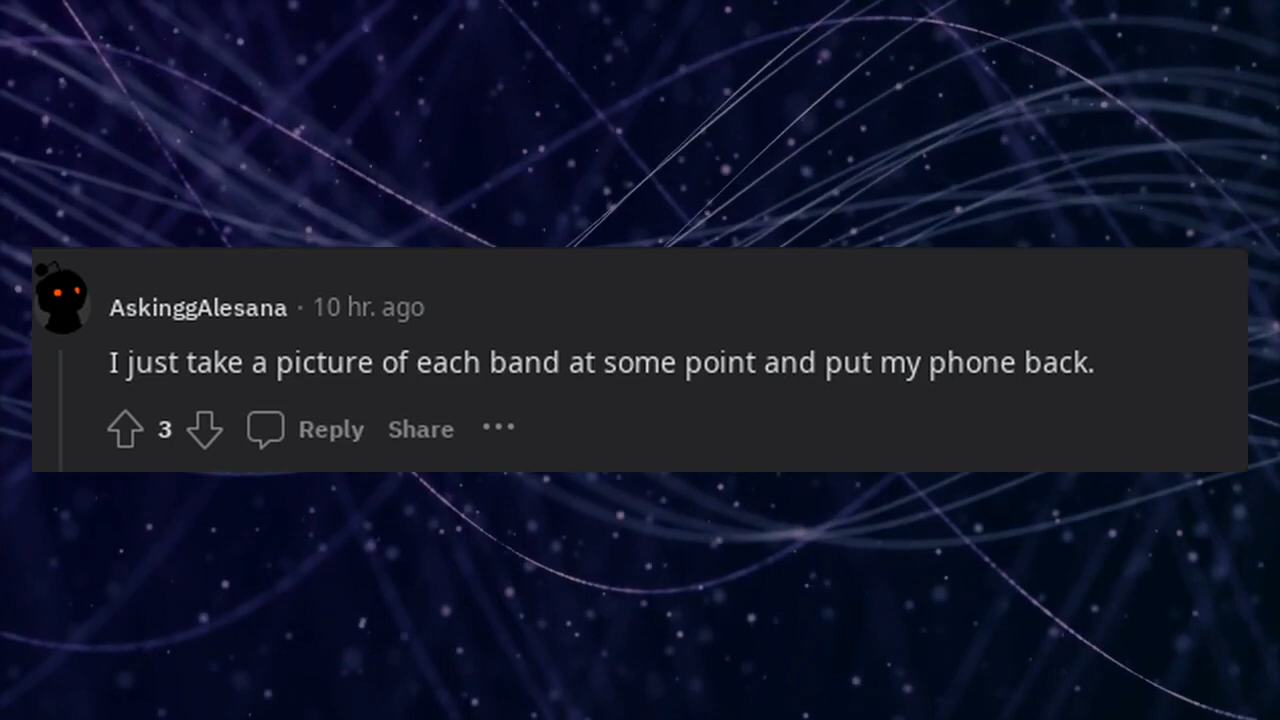 AskinggAlesana · 10 hr. ago
I just take a picture of each band at some point and put my phone back.
3 Reply Share ···